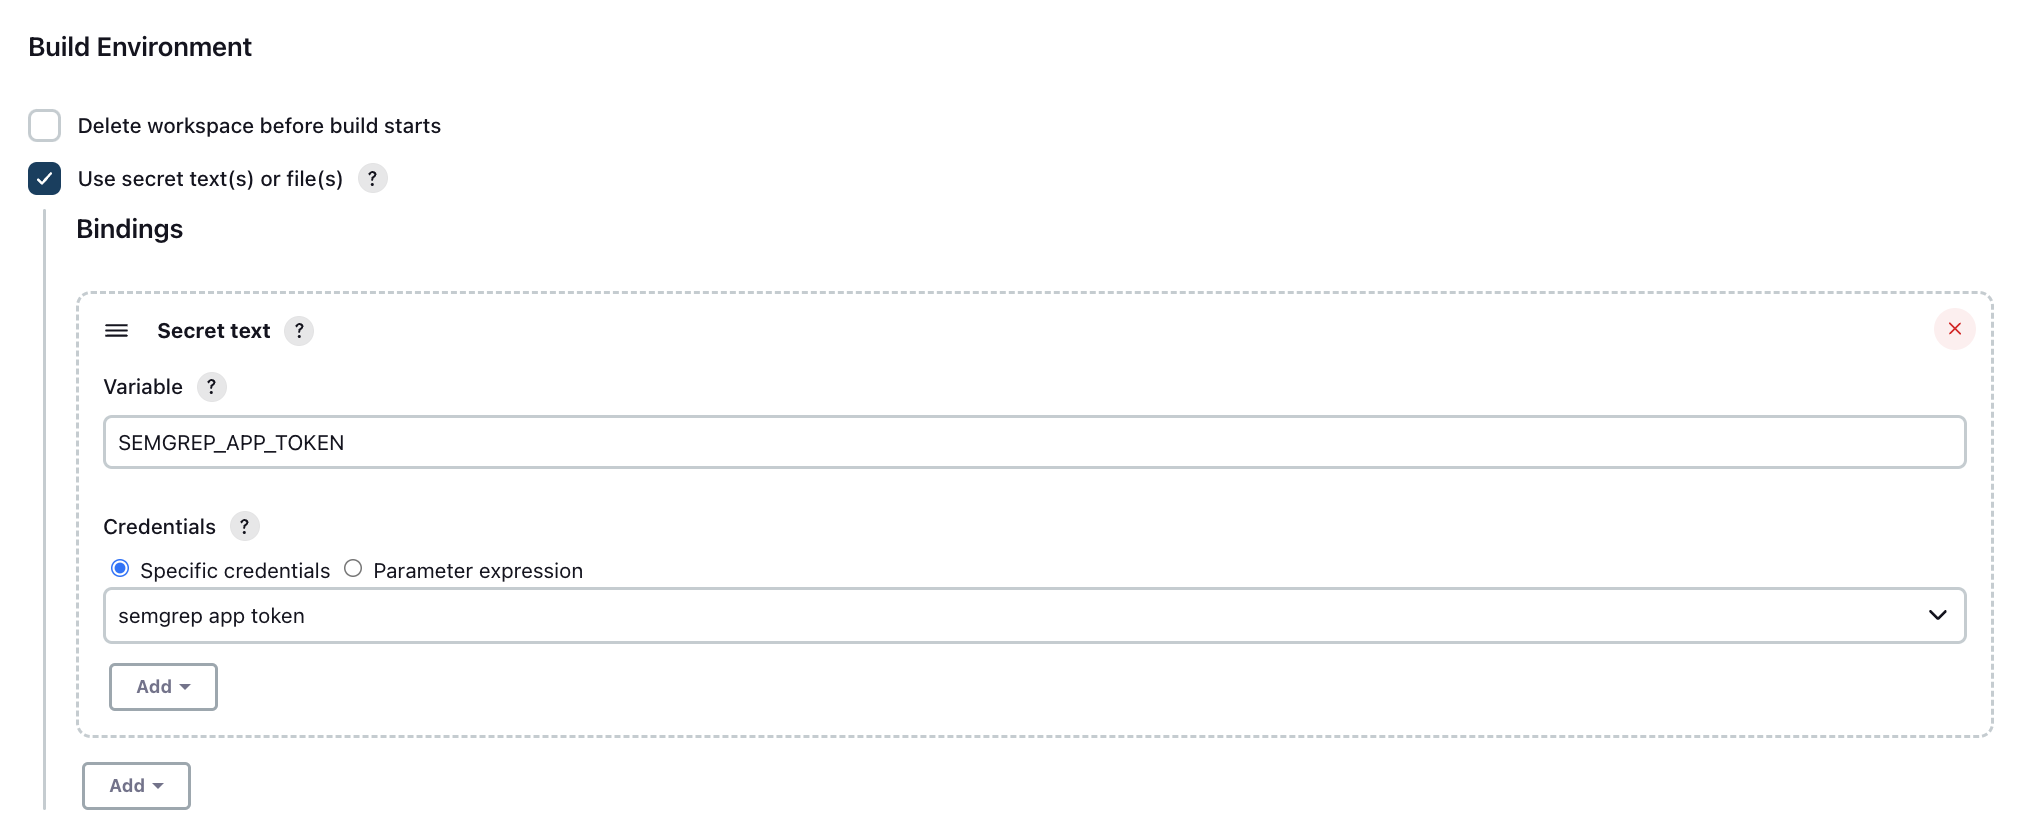 Build Environment
Delete workspace before build starts
Use secret text(s) or file(s) ?
Bindings
Secret text ?
Variable ?
SEMGREP_APP_TOKEN
Credentials ?
Specific credentials Parameter expression
semgrep app token
Add
Add